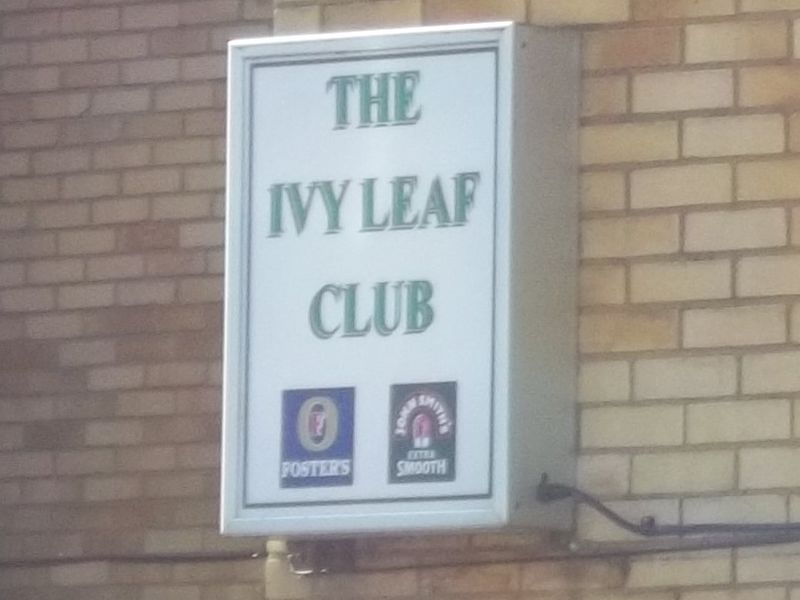 THE
IVY LEAF
CLUB
FOSTER'S
JOHN SMITH'S
EXTRA
SMOOTH